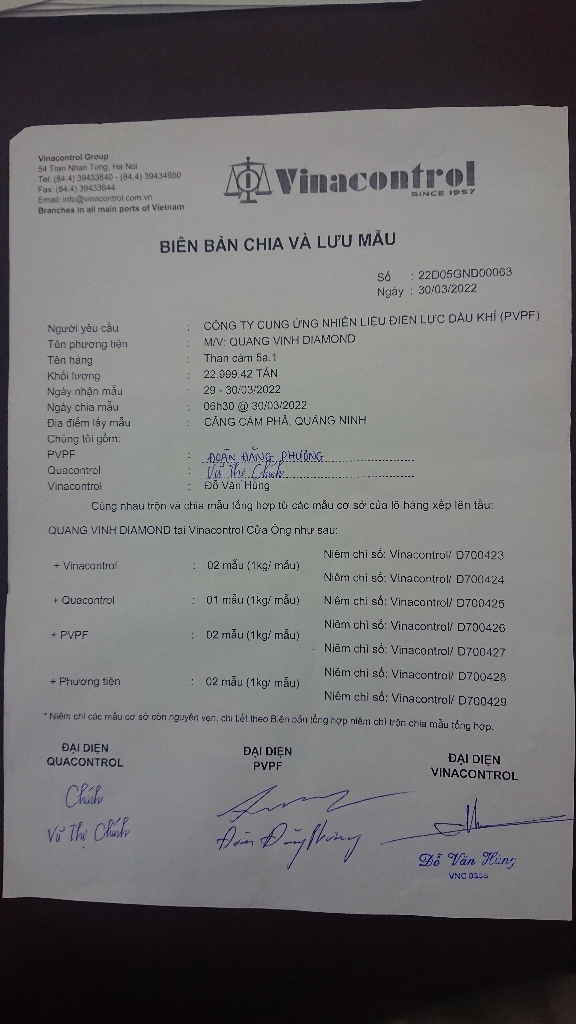 Vinacontrol Group
54 Tran Nhan Tong, Ha Noi
Tel: (84.4) 39433840 - (84.4) 39434950
Fax: (84.4) 39433844
Email: info@vinacontrol.com.vn
Branches in all main ports of Vietnam
Vinacontrol
SINCE 1957
BIÊN BẢN CHIA VÀ LƯU MẪU
Số : 22D05GND00063
Ngày : 30/03/2022
Người yêu cầu : CÔNG TY CUNG ỨNG NHIÊN LIỆU ĐIỆN LỰC DẦU KHÍ (PVPF)
Tên phương tiện : M/V: QUANG VINH DIAMOND
Tên hàng : Than cám 5a.1
Khối lượng : 22.999.42 TẤN
Ngày nhận mẫu : 29 - 30/03/2022
Ngày chia mẫu : 06h30 @ 30/03/2022
Địa điểm lấy mẫu : CẢNG CẨM PHẢ, QUẢNG NINH
Chúng tôi gồm:
PVPF : ĐOÀN ĐĂNG PHƯƠNG
Quacontrol : Vũ Thị Chính
Vinacontrol : Đỗ Văn Hùng
Cùng nhau trộn và chia mẫu tổng hợp từ các mẫu cơ sở của lô hàng xếp lên tàu:
QUANG VINH DIAMOND tại Vinacontrol Cửa Ông như sau:
+ Vinacontrol : 02 mẫu (1kg/ mẫu) Niêm chì số: Vinacontrol/ D700423
Niêm chì số: Vinacontrol/ D700424
+ Quacontrol : 01 mẫu (1kg/ mẫu) Niêm chì số: Vinacontrol/ D700425
+ PVPF : 02 mẫu (1kg/ mẫu) Niêm chì số: Vinacontrol/ D700426
Niêm chì số: Vinacontrol/ D700427
+ Phương tiện : 02 mẫu (1kg/ mẫu) Niêm chì số: Vinacontrol/ D700428
Niêm chì số: Vinacontrol/ D700429
* Niêm chì các mẫu cơ sở còn nguyên vẹn, chi tiết theo Biên bản tổng hợp niêm chì trộn chia mẫu tổng hợp.
ĐẠI DIỆN QUACONTROL
ĐẠI DIỆN PVPF
ĐẠI DIỆN VINACONTROL
Chính
Vũ Thị Chính
Đoàn Đăng Phương
Đỗ Văn Hùng
VNC 0355